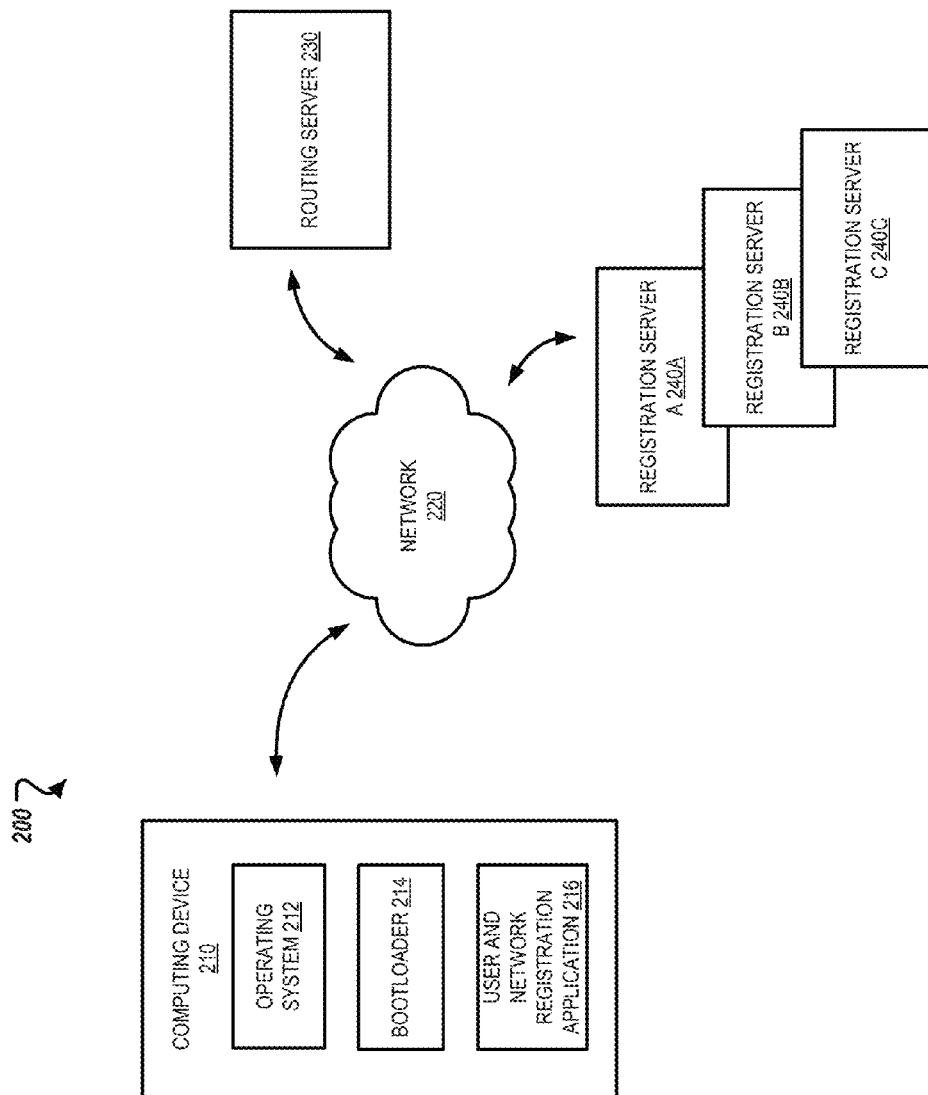 200
COMPUTING DEVICE
210
OPERATING
SYSTEM 212
BOOTLOADER 214
USER AND
NETWORK
REGISTRATION
APPLICATION 216
NETWORK
220
ROUTING SERVER 230
REGISTRATION SERVER
A 240A
REGISTRATION SERVER
B 240B
REGISTRATION SERVER
C 240C